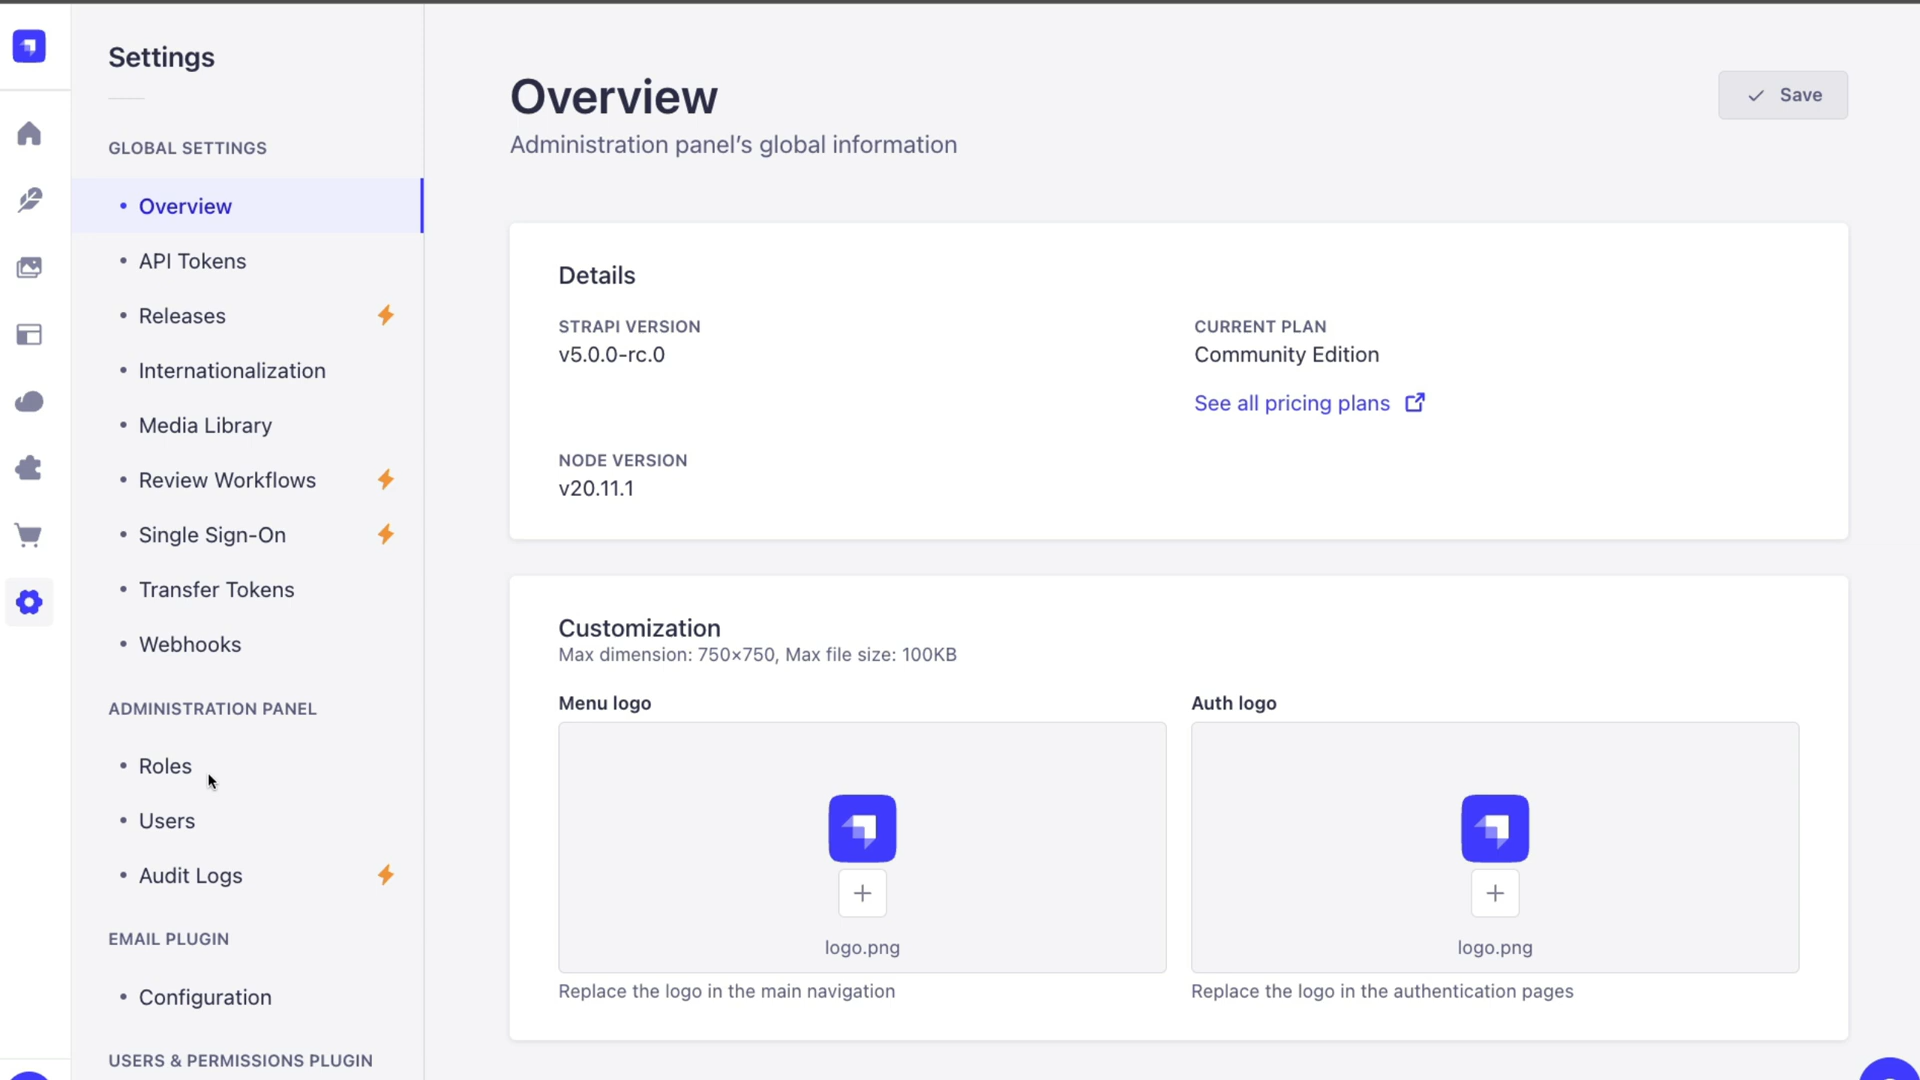 Settings
GLOBAL SETTINGS
Overview
API Tokens
Releases
Internationalization
Media Library
Review Workflows
Single Sign-On
Transfer Tokens
Webhooks
ADMINISTRATION PANEL
Roles
Users
Audit Logs
EMAIL PLUGIN
Configuration
USERS & PERMISSIONS PLUGIN
Overview
Administration panel’s global information
Save
Details
STRAPI VERSION
v5.0.0-rc.0
CURRENT PLAN
Community Edition
See all pricing plans
NODE VERSION
v20.11.1
Customization
Max dimension: 750×750, Max file size: 100KB
Menu logo
logo.png
Replace the logo in the main navigation
Auth logo
logo.png
Replace the logo in the authentication pages